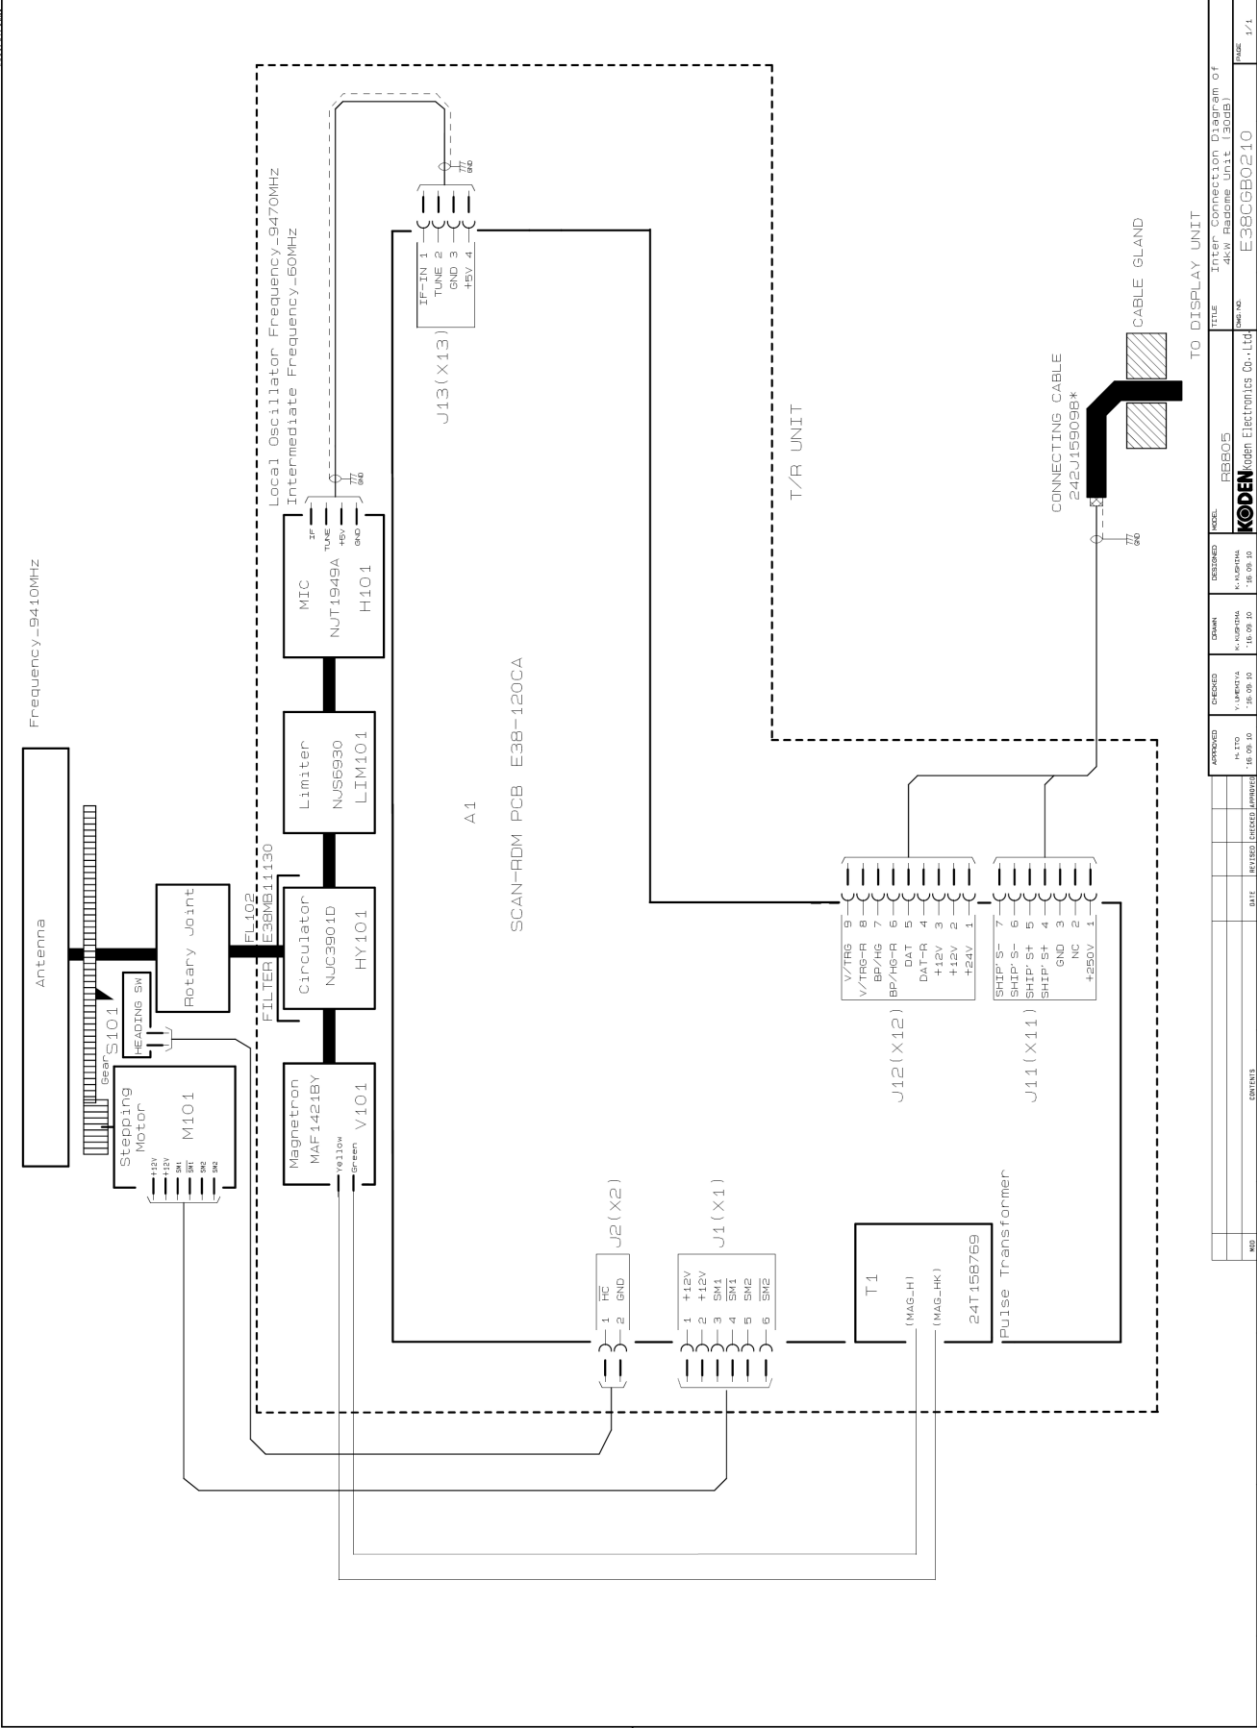 Frequency_9410MHz
Antenna
Gear
S101
HEADING SW
Rotary Joint
Stepping
Motor
M101
+12V
+12V
SM1
SM1
SM2
SM2
FL102
FILTER E38MB11130
Magnetron
MAF1421BY
V101
Yellow
Green
Circulator
NJC3901D
HY101
Limiter
NJS6930
LIM101
MIC
NJT1949A
H101
IF
TUNE
+5V
GND
GND
Local Oscillator Frequency_9470MHz
Intermediate Frequency_60MHz
GND
IF-IN 1
TUNE 2
GND 3
+5V 4
J13(X13)
A1
SCAN-RDM PCB E38-120CA
T/R UNIT
J2(X2)
1 HC
2 GND
J1(X1)
1 +12V
2 +12V
3 SM1
4 SM1
5 SM2
6 SM2
T1
(MAG_H)
(MAG_HK)
24T158769
Pulse Transformer
V/TRG 9
V/TRG-R 8
BP/HG 7
BP/HG-R 6
DAT 5
DAT-R 4
+12V 3
+12V 2
+24V 1
J12(X12)
SHIP'S- 7
SHIP'S- 6
SHIP'S+ 5
SHIP'S+ 4
GND 3
NC 2
+250V 1
J11(X11)
CONNECTING CABLE
242J159098*
GND
CABLE GLAND
TO DISPLAY UNIT
MOD
CONTENTS
DATE
REVISED
CHECKED
APPROVED
APPROVED
H. ITO
'16-09-10
CHECKED
Y. UMEMIYA
'16-09-10
DRAWN
K. KUSHIMA
'16-09-10
DESIGNED
K. KUSHIMA
'16-09-10
MODEL
RB805
KODEN Koden Electronics Co., Ltd.
TITLE
Inter Connection Diagram of
4kW Radome Unit (30dB)
DWG.NO.
E38CGB0210
PAGE
1/1